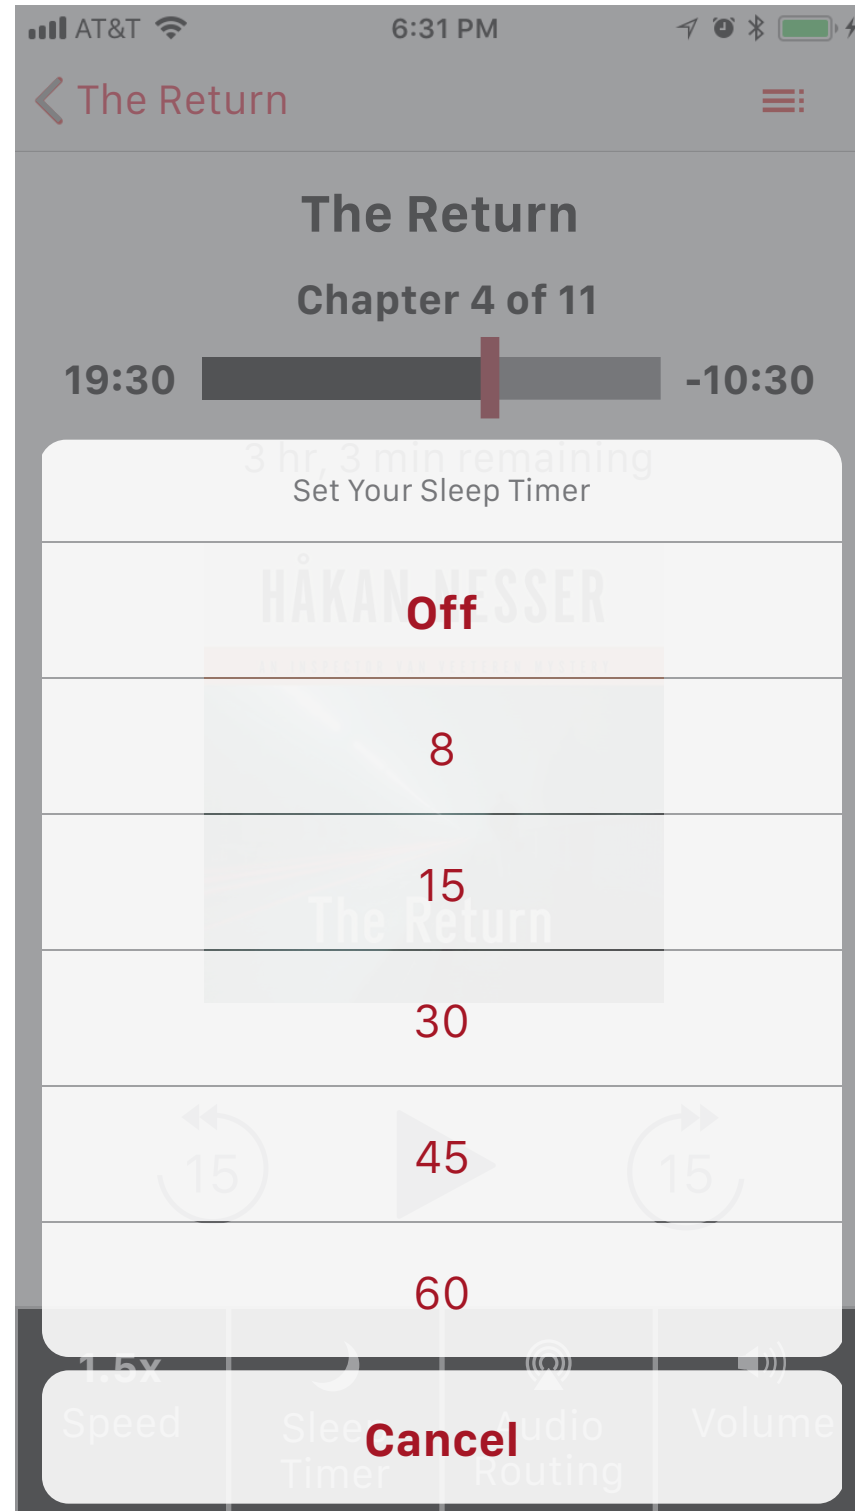 AT&T 6:31 PM
The Return
The Return
Chapter 4 of 11
19:30 -10:30
3 hr, 3 min remaining
Set Your Sleep Timer
HÅKAN NESSER
Off
8
15
The Return
30
15 15
45
60
1.5x
Speed Sleep Timer Audio Routing Volume
Cancel